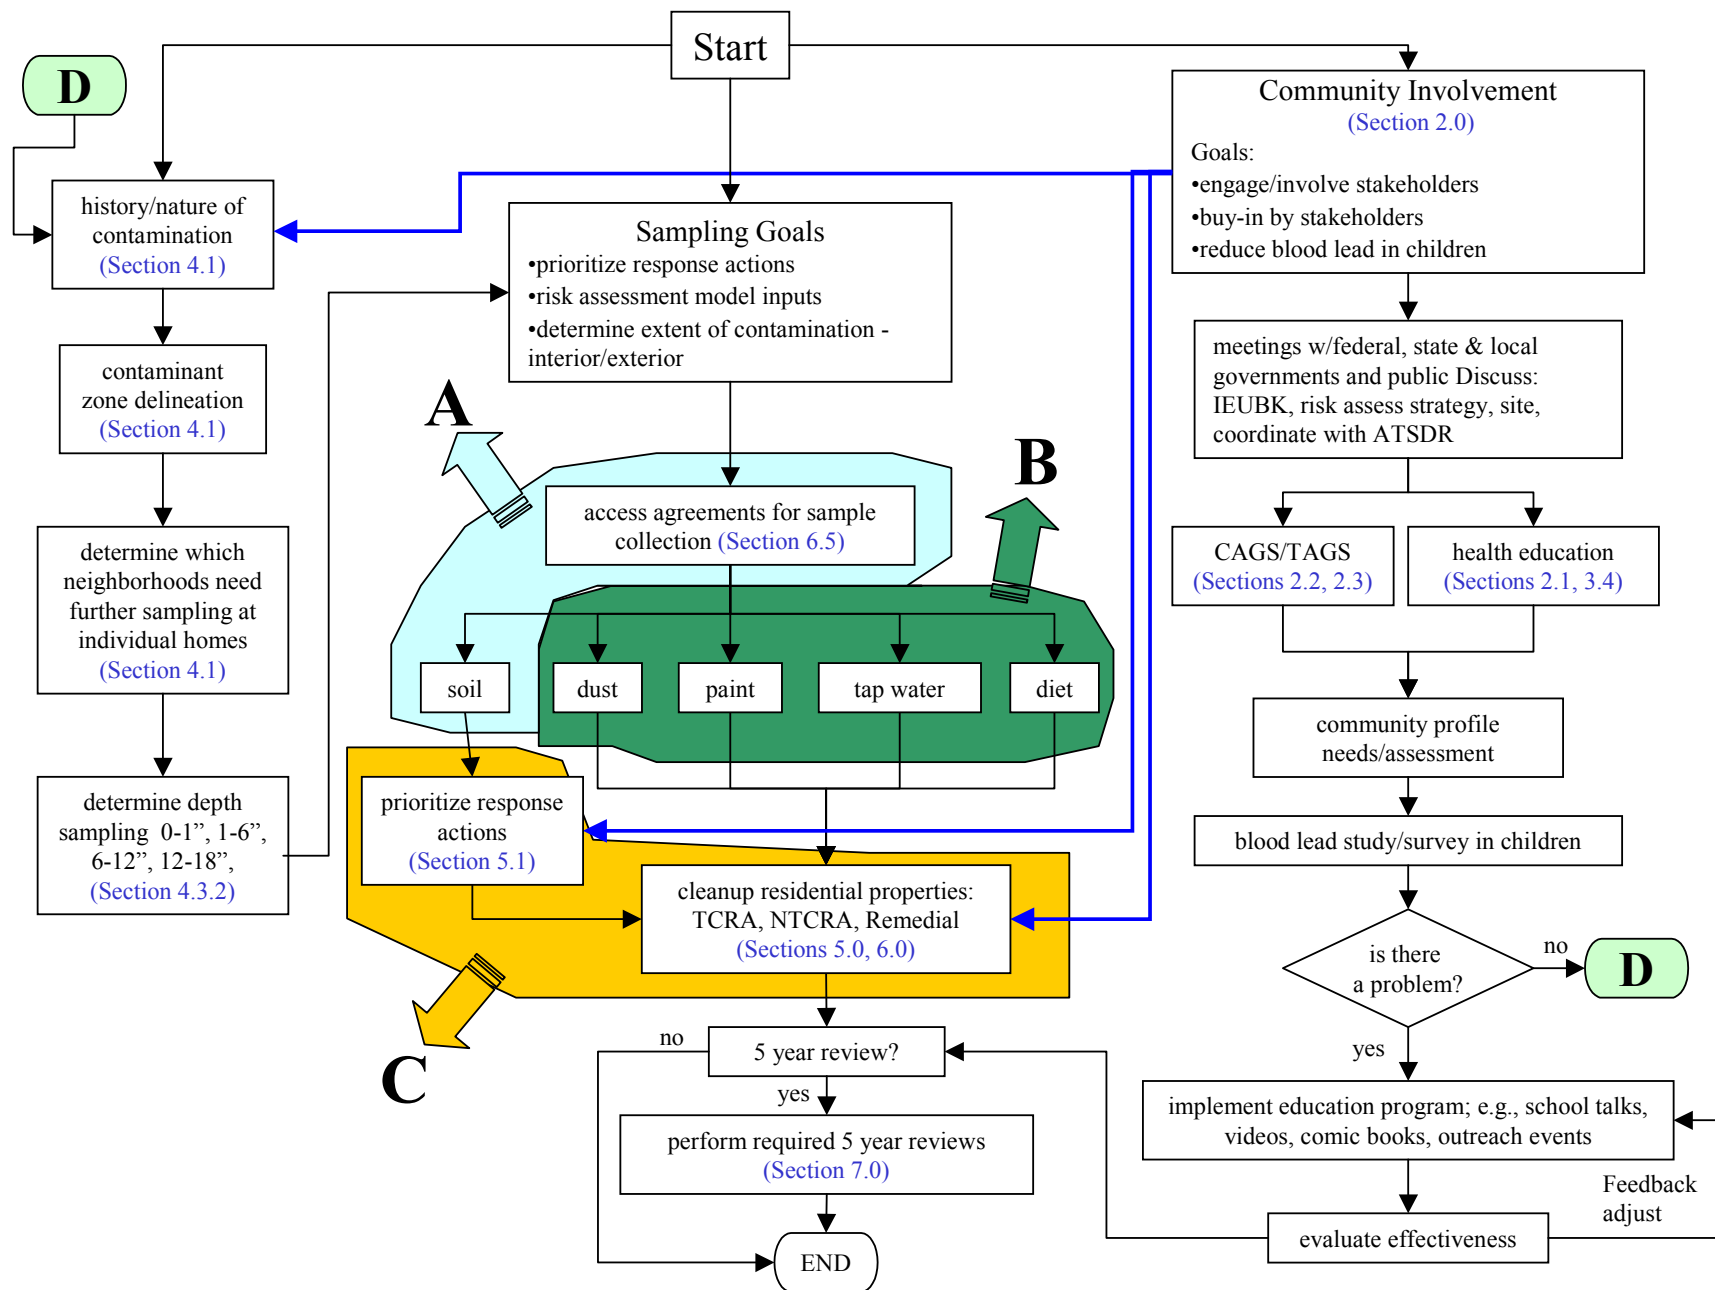 Start
D
Community Involvement
(Section 2.0)
Goals:
•engage/involve stakeholders
•buy-in by stakeholders
•reduce blood lead in children
history/nature of
contamination
(Section 4.1)
Sampling Goals
•prioritize response actions
•risk assessment model inputs
•determine extent of contamination -
interior/exterior
contaminant
zone delineation
(Section 4.1)
meetings w/federal, state & local
governments and public Discuss:
IEUBK, risk assess strategy, site,
coordinate with ATSDR
A
B
access agreements for sample
collection (Section 6.5)
determine which
neighborhoods need
further sampling at
individual homes
(Section 4.1)
CAGS/TAGS
(Sections 2.2, 2.3)
health education
(Sections 2.1, 3.4)
soil
dust
paint
tap water
diet
community profile
needs/assessment
determine depth
sampling 0-1”, 1-6”,
6-12”, 12-18”,
(Section 4.3.2)
prioritize response
actions
(Section 5.1)
blood lead study/survey in children
cleanup residential properties:
TCRA, NTCRA, Remedial
(Sections 5.0, 6.0)
is there
a problem?
no
D
yes
C
no
5 year review?
yes
perform required 5 year reviews
(Section 7.0)
implement education program; e.g., school talks,
videos, comic books, outreach events
Feedback
adjust
evaluate effectiveness
END